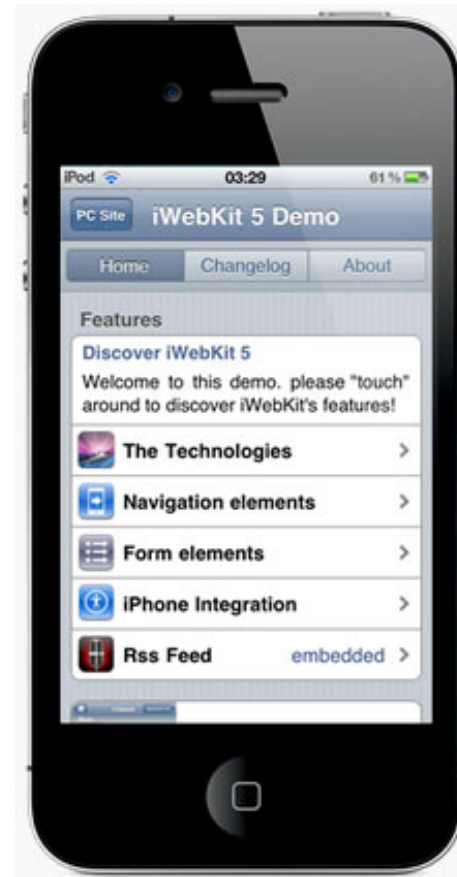 iPod 03:29 61 %
PC Site iWebKit 5 Demo
Home Changelog About
Features
Discover iWebKit 5
Welcome to this demo. please "touch"
around to discover iWebKit's features!
The Technologies
Navigation elements
Form elements
iPhone Integration
Rss Feed embedded